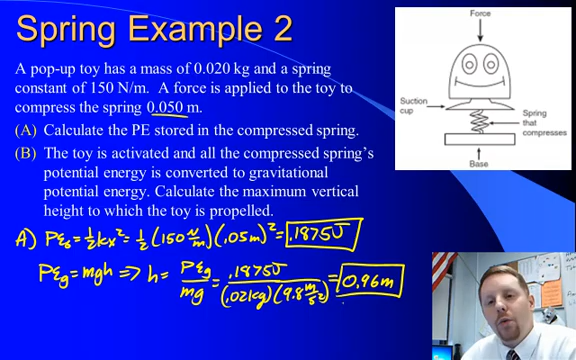 Spring Example 2
A pop-up toy has a mass of 0.020 kg and a spring
constant of 150 N/m. A force is applied to the toy to
compress the spring 0.050 m.
(A) Calculate the PE stored in the compressed spring.
(B) The toy is activated and all the compressed spring's
potential energy is converted to gravitational
potential energy. Calculate the maximum vertical
height to which the toy is propelled.
A) PEs = ½kx² = ½(150 N/m)(.05m)² = .1875J
PEg = mgh => h = PEg/mg = .1875J/(.02kg)(9.8 m/s²) = 0.96m
Force
Suction
cup
Spring
that
compresses
Base